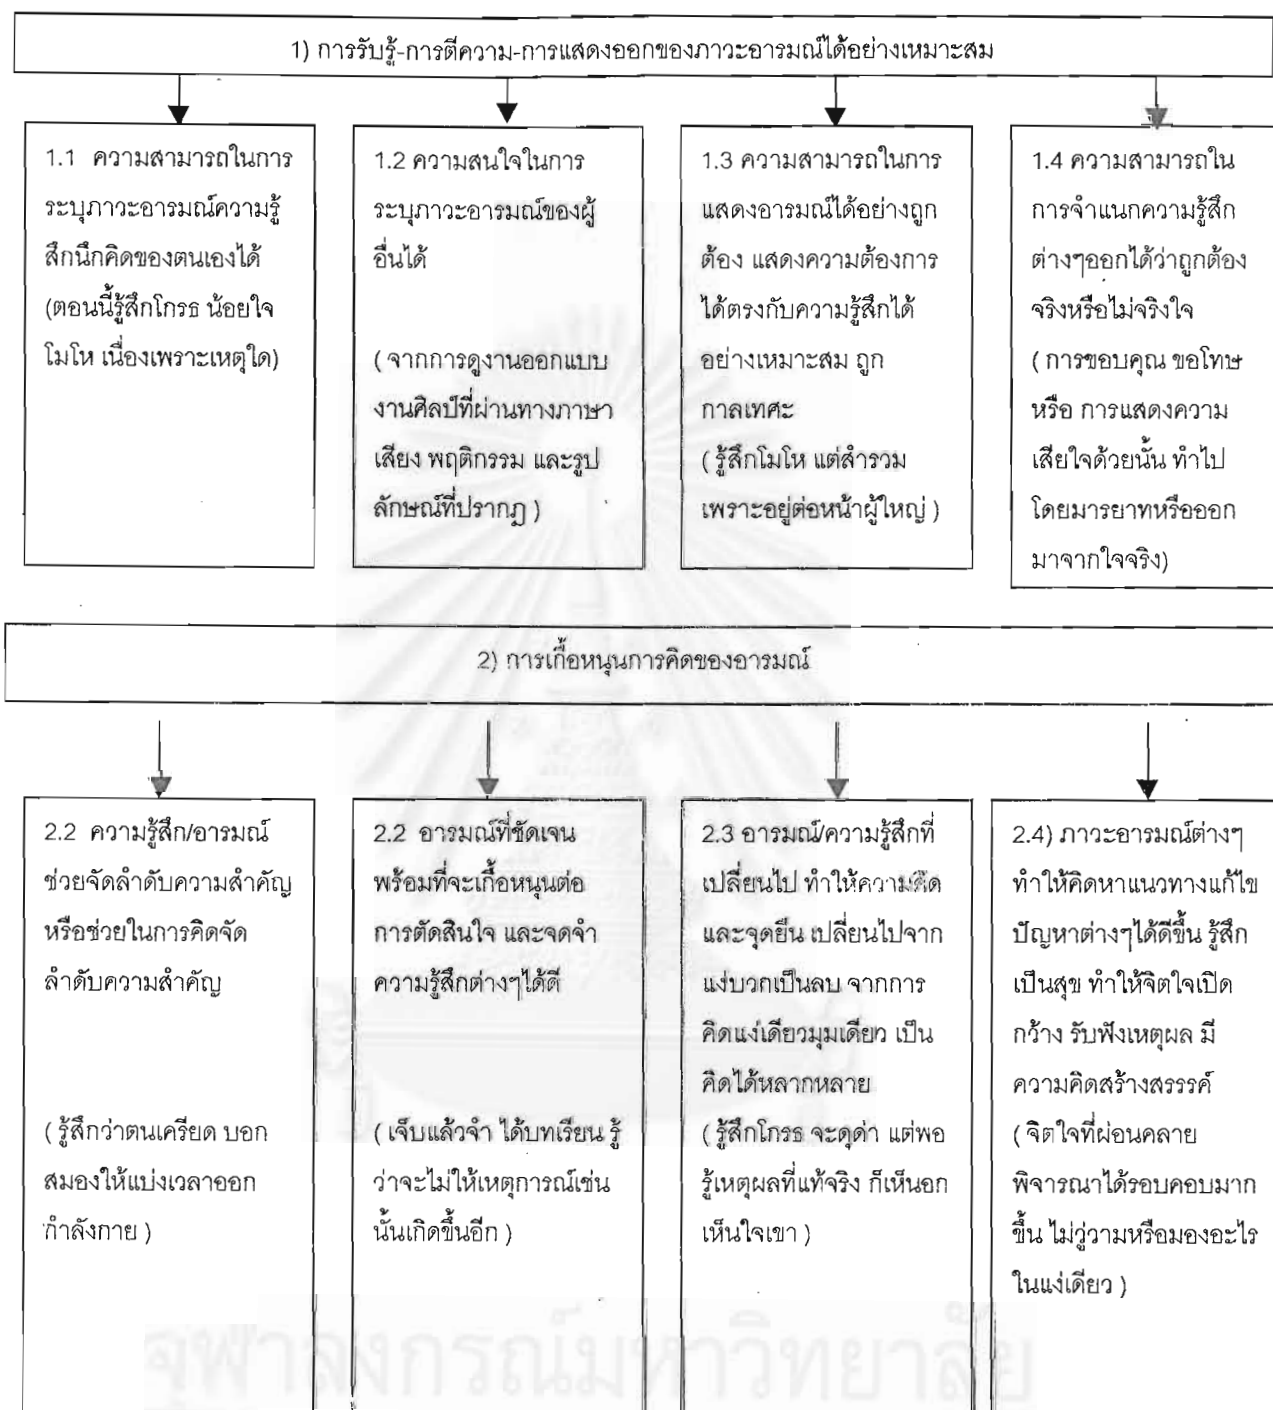 1) การรับรู้-การตีความ-การแสดงออกของภาวะอารมณ์ได้อย่างเหมาะสม
1.1 ความสามารถในการ
ระบุภาวะอารมณ์ความรู้
สึกนึกคิดของตนเองได้
(ตอนนี้รู้สึกโกรธ น้อยใจ
โมโห เนื่องเพราะเหตุใด)
1.2 ความสนใจในการ
ระบุภาวะอารมณ์ของผู้
อื่นได้
( จากการดูงานออกแบบ
งานศิลป์ที่ผ่านทางภาษา
เสียง พฤติกรรม และรูป
ลักษณ์ที่ปรากฏ )
1.3 ความสามารถในการ
แสดงอารมณ์ได้อย่างถูก
ต้อง แสดงความต้องการ
ได้ตรงกับความรู้สึกได้
อย่างเหมาะสม ถูก
กาลเทศะ
( รู้สึกโมโห แต่สำรวม
เพราะอยู่ต่อหน้าผู้ใหญ่ )
1.4 ความสามารถใน
การจำแนกความรู้สึก
ต่างๆออกได้ว่าถูกต้อง
จริงหรือไม่จริงใจ
( การขอบคุณ ขอโทษ
หรือ การแสดงความ
เสียใจด้วยนั้น ทำไป
โดยมารยาทหรือออก
มาจากใจจริง)
2) การเกื้อหนุนการคิดของอารมณ์
2.2 ความรู้สึก/อารมณ์
ช่วยจัดลำดับความสำคัญ
หรือช่วยในการคิดจัด
ลำดับความสำคัญ
( รู้สึกว่าตนเครียด บอก
สมองให้แบ่งเวลาออก
กำลังกาย )
2.2 อารมณ์ที่ชัดเจน
พร้อมที่จะเกื้อหนุนต่อ
การตัดสินใจ และจดจำ
ความรู้สึกต่างๆได้ดี
( เจ็บแล้วจำ ได้บทเรียน รู้
ว่าจะไม่ให้เหตุการณ์เช่น
นั้นเกิดขึ้นอีก )
2.3 อารมณ์/ความรู้สึกที่
เปลี่ยนไป ทำให้ความคิด
และจุดยืน เปลี่ยนไปจาก
แง่บวกเป็นลบ จากการ
คิดแง่เดียวมุมเดียว เป็น
คิดได้หลากหลาย
( รู้สึกโกรธ จะดุด่า แต่พอ
รู้เหตุผลที่แท้จริง ก็เห็นอก
เห็นใจเขา )
2.4) ภาวะอารมณ์ต่างๆ
ทำให้คิดหาแนวทางแก้ไข
ปัญหาต่างๆได้ดีขึ้น รู้สึก
เป็นสุข ทำให้จิตใจเปิด
กว้าง รับฟังเหตุผล มี
ความคิดสร้างสรรรค์
( จิตใจที่ผ่อนคลาย
พิจารณาได้รอบคอบมาก
ขึ้น ไม่วู่วามหรือมองอะไร
ในแง่เดียว )
จุฬาลงกรณ์มหาวิทยาลัย